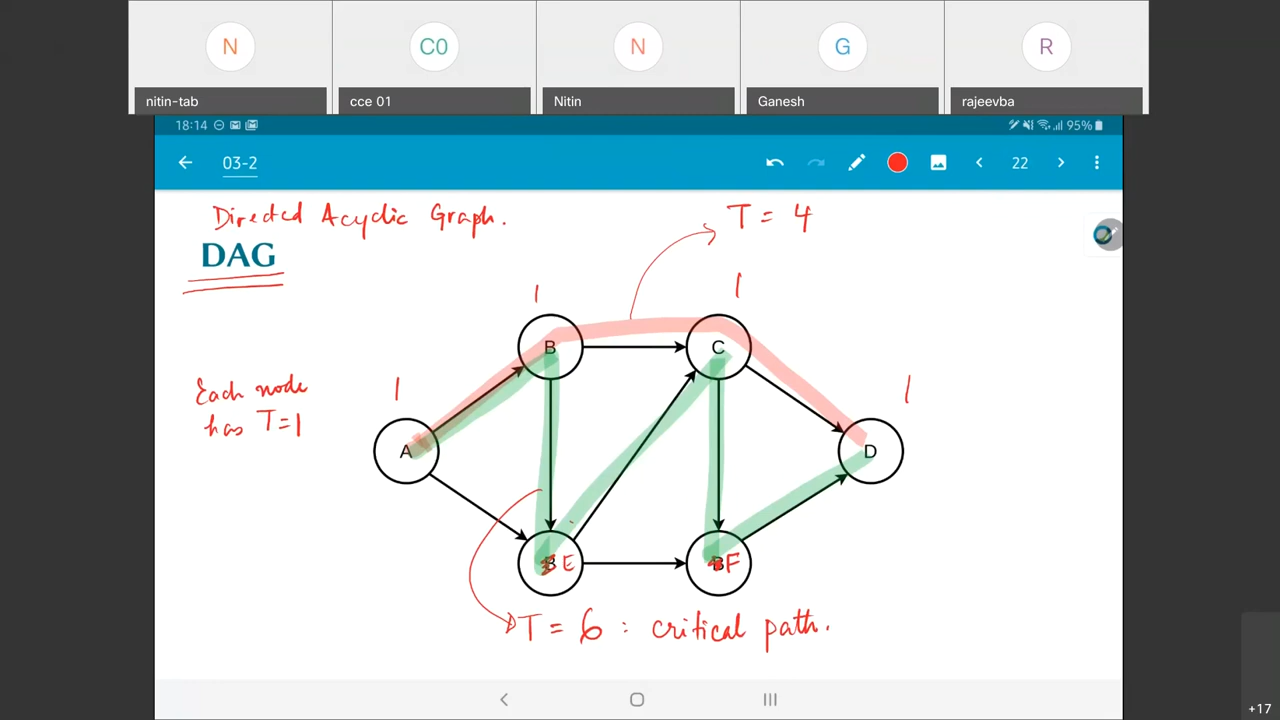 N
C0
N
G
R
nitin-tab
cce 01
Nitin
Ganesh
rajeevba
18:14
95%
03-2
22
Directed Acyclic Graph.
T = 4
DAG
1
1
B
C
Each node
has T=1
1
1
A
D
E
F
T = 6 : critical path.
+17